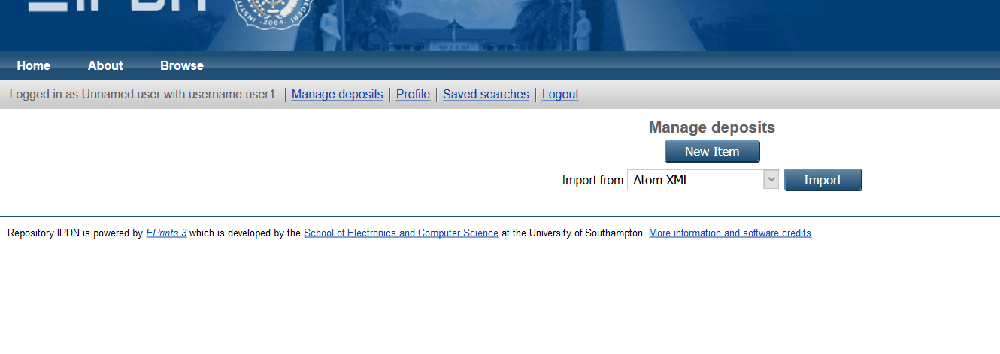 2004
Home About Browse
Logged in as Unnamed user with username user1 Manage deposits Profile Saved searches Logout
Manage deposits
New Item
Import from Atom XML Import
Repository IPDN is powered by EPrints 3 which is developed by the School of Electronics and Computer Science at the University of Southampton. More information and software credits.